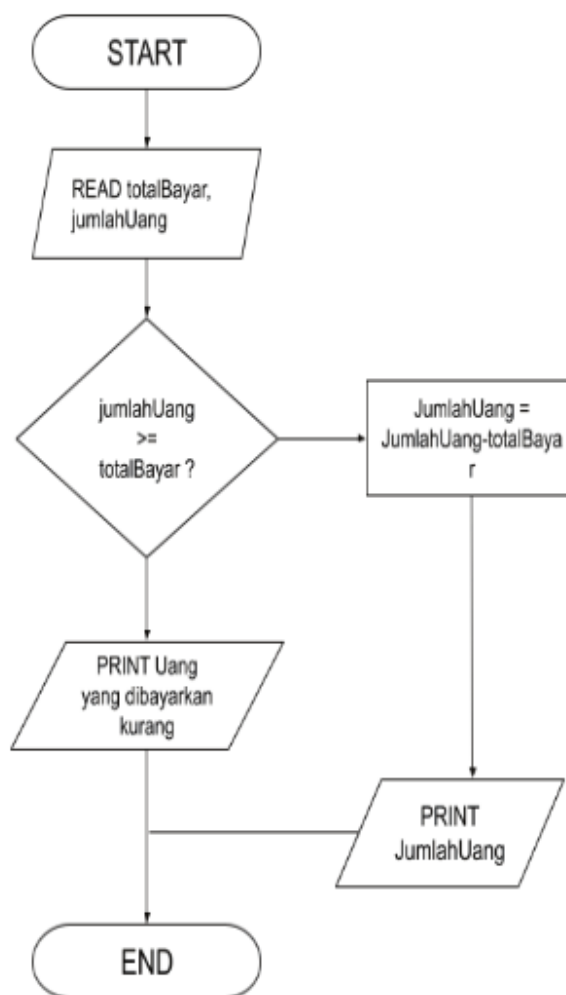 START
READ totalBayar,
jumlahUang
jumlahUang
>=
totalBayar ?
JumlahUang =
JumlahUang-totalBaya
r
PRINT Uang
yang dibayarkan
kurang
PRINT
JumlahUang
END